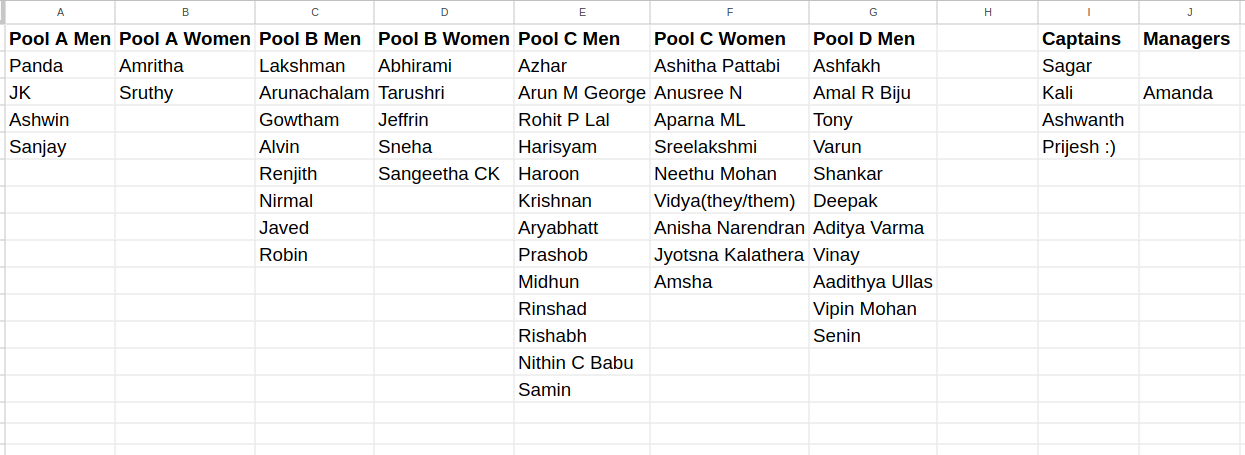 A B C D E F G H I J
Pool A Men Pool A Women Pool B Men Pool B Women Pool C Men Pool C Women Pool D Men Captains Managers
Panda Amritha Lakshman Abhirami Azhar Ashitha Pattabi Ashfakh Sagar
JK Sruthy Arunachalam Tarushri Arun M George Anusree N Amal R Biju Kali Amanda
Ashwin Gowtham Jeffrin Rohit P Lal Aparna ML Tony Ashwanth
Sanjay Alvin Sneha Harisyam Sreelakshmi Varun Prijesh :)
Renjith Sangeetha CK Haroon Neethu Mohan Shankar
Nirmal Krishnan Vidya(they/them) Deepak
Javed Aryabhatt Anisha Narendran Aditya Varma
Robin Prashob Jyotsna Kalathera Vinay
Midhun Amsha Aadithya Ullas
Rinshad Vipin Mohan
Rishabh Senin
Nithin C Babu
Samin